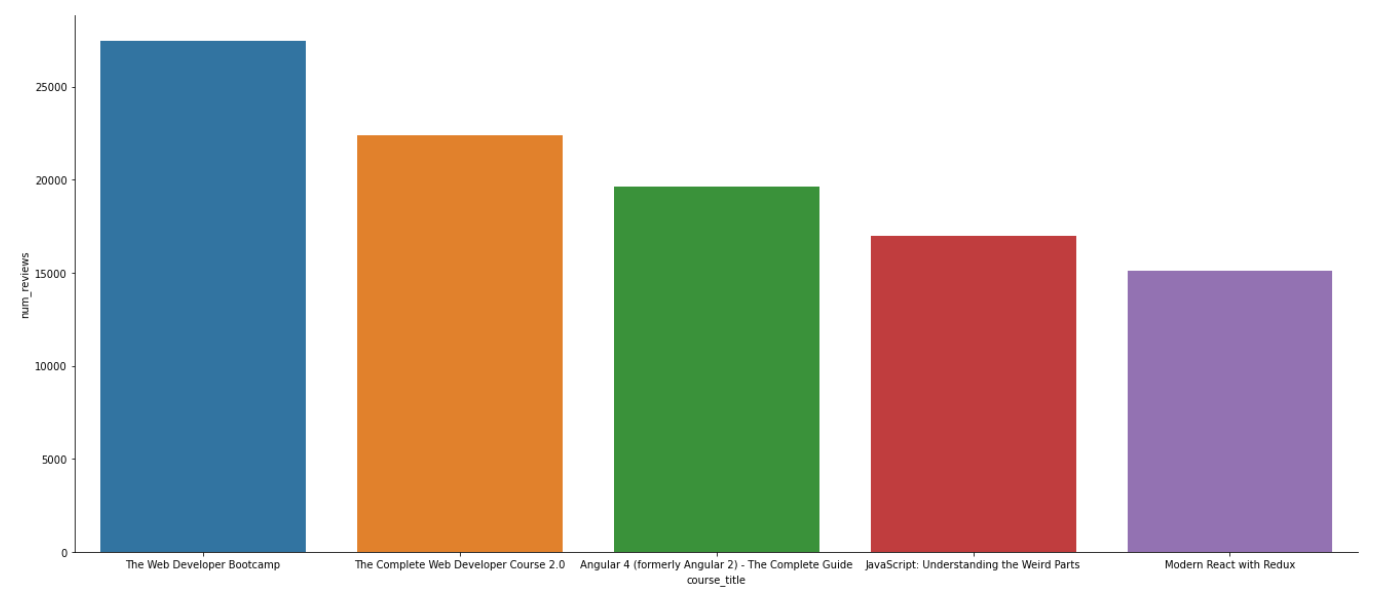 25000
20000
15000
10000
5000
0
num_reviews
The Web Developer Bootcamp
The Complete Web Developer Course 2.0
Angular 4 (formerly Angular 2) - The Complete Guide
JavaScript: Understanding the Weird Parts
Modern React with Redux
course_title